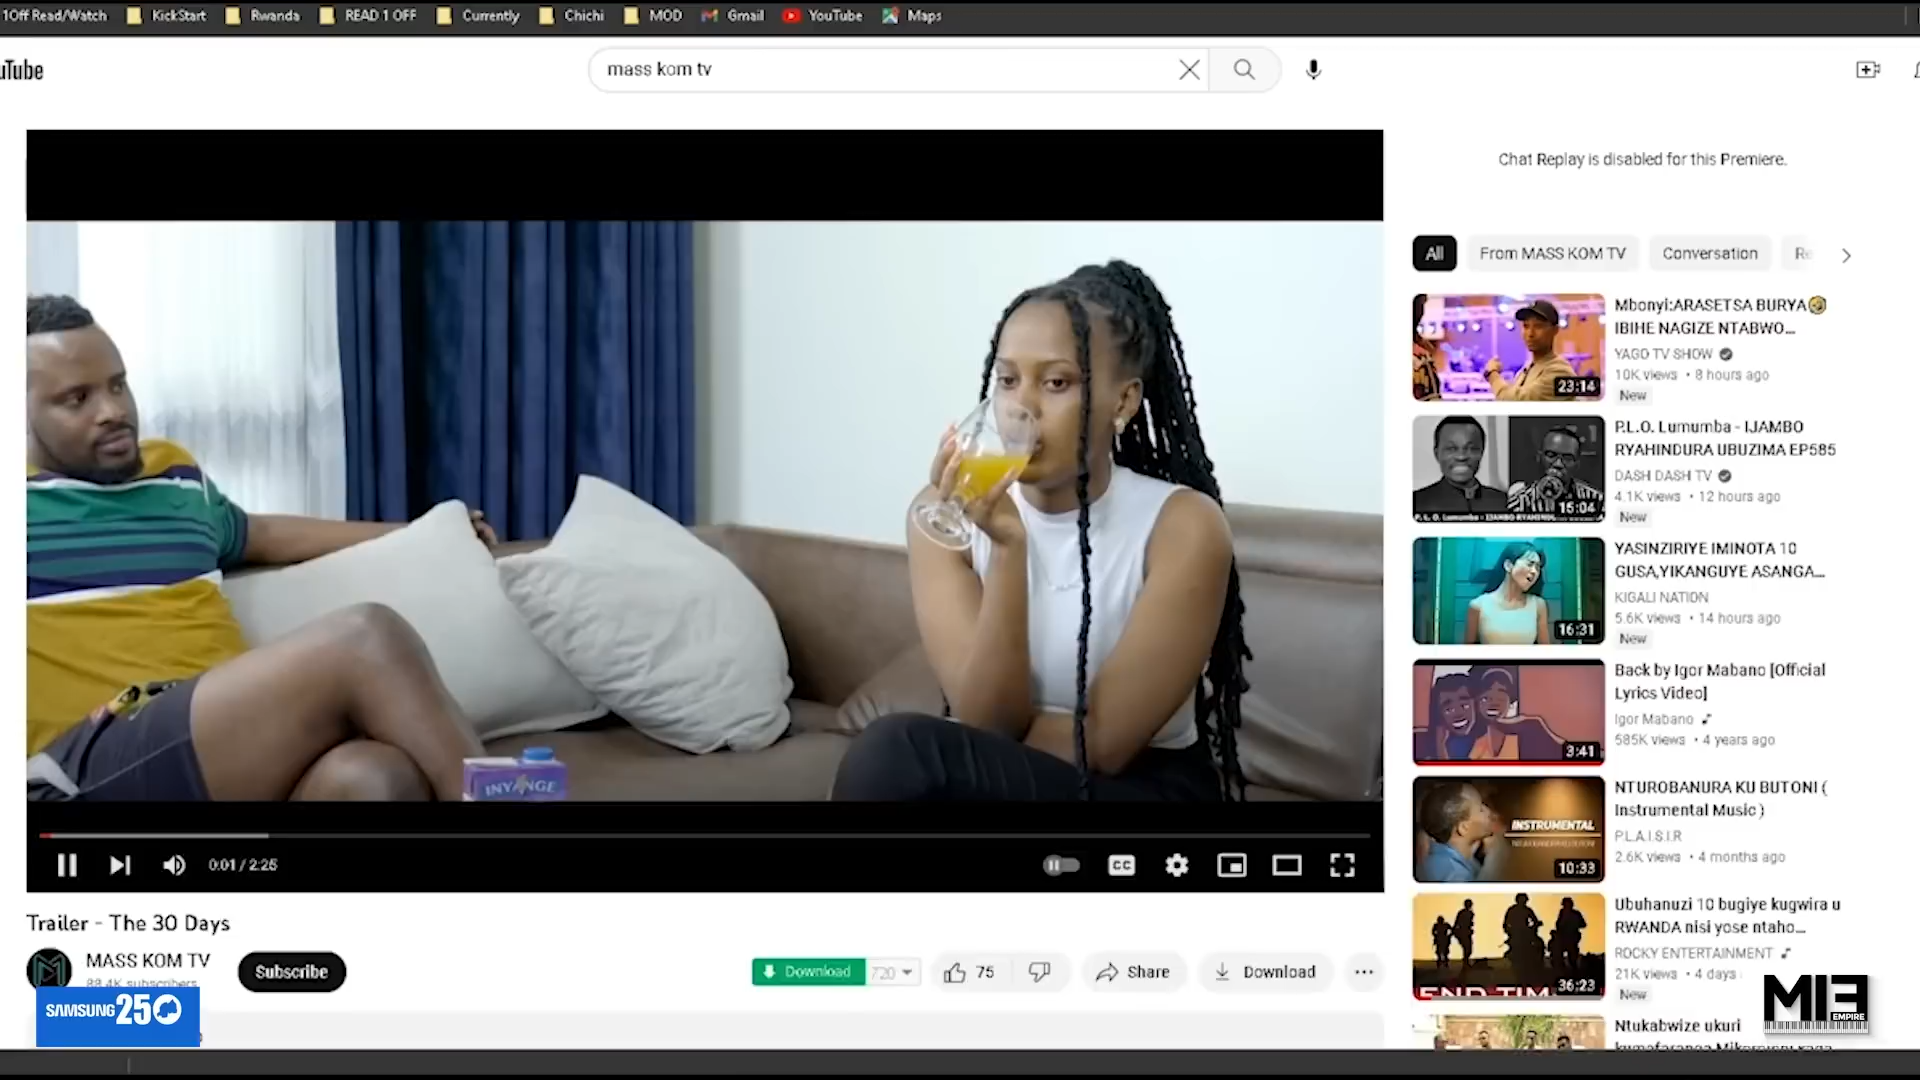 1Off Read/Watch
KickStart
Rwanda
READ 1 OFF
Currently
Chichi
MOD
Gmail
YouTube
Maps
uTube
mass kom tv
Chat Replay is disabled for this Premiere.
All
From MASS KOM TV
Conversation
Re
Mbonyi:ARASETSA BURYA🤣
IBIHE NAGIZE NTABWO...
YAGO TV SHOW
10K views • 8 hours ago
New
23:14
P.L.O. Lumumba - IJAMBO
RYAHINDURA UBUZIMA EP585
DASH DASH TV
4.1K views • 12 hours ago
New
15:04
YASINZIRIYE IMINOTA 10
GUSA,YIKANGUYE ASANGA...
KIGALI NATION
5.6K views • 14 hours ago
New
16:31
Back by Igor Mabano [Official
Lyrics Video]
Igor Mabano
585K views • 4 years ago
3:41
NTUROBANURA KU BUTONI (
Instrumental Music )
P.L.A.I.S.I.R
2.6K views • 4 months ago
INSTRUMENTAL
10:33
Ubuhanuzi 10 bugiye kugwira u
RWANDA nisi yose ntaho...
ROCKY ENTERTAINMENT
21K views • 4 days
New
END TIM
36:23
Ntukabwize ukuri
INYANGE
0:01 / 2:25
CC
Trailer - The 30 Days
MASS KOM TV
88.4K subscribers
Subscribe
Download
720
75
Share
Download
SAMSUNG 250
MIE
EMPIRE